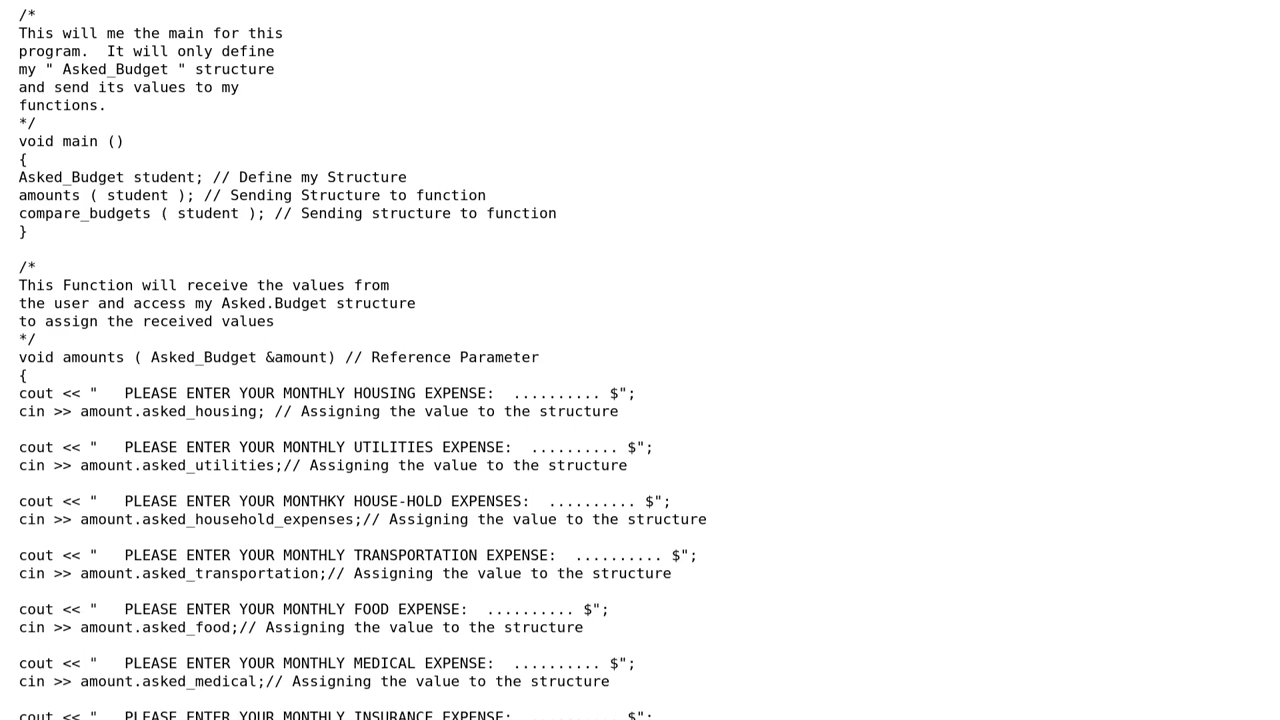 /*
This will me the main for this
program.  It will only define
my " Asked_Budget " structure
and send its values to my
functions.
*/
void main ()
{
Asked_Budget student; // Define my Structure
amounts ( student ); // Sending Structure to function
compare_budgets ( student ); // Sending structure to function
}

/*
This Function will receive the values from
the user and access my Asked.Budget structure
to assign the received values
*/
void amounts ( Asked_Budget &amount) // Reference Parameter
{
cout << "   PLEASE ENTER YOUR MONTHLY HOUSING EXPENSE:  .......... $";
cin >> amount.asked_housing; // Assigning the value to the structure

cout << "   PLEASE ENTER YOUR MONTHLY UTILITIES EXPENSE:  .......... $";
cin >> amount.asked_utilities;// Assigning the value to the structure

cout << "   PLEASE ENTER YOUR MONTHKY HOUSE-HOLD EXPENSES:  .......... $";
cin >> amount.asked_household_expenses;// Assigning the value to the structure

cout << "   PLEASE ENTER YOUR MONTHLY TRANSPORTATION EXPENSE:  .......... $";
cin >> amount.asked_transportation;// Assigning the value to the structure

cout << "   PLEASE ENTER YOUR MONTHLY FOOD EXPENSE:  .......... $";
cin >> amount.asked_food;// Assigning the value to the structure

cout << "   PLEASE ENTER YOUR MONTHLY MEDICAL EXPENSE:  .......... $";
cin >> amount.asked_medical;// Assigning the value to the structure

cout << "   PLEASE ENTER YOUR MONTHLY INSURANCE EXPENSE:  .......... $";